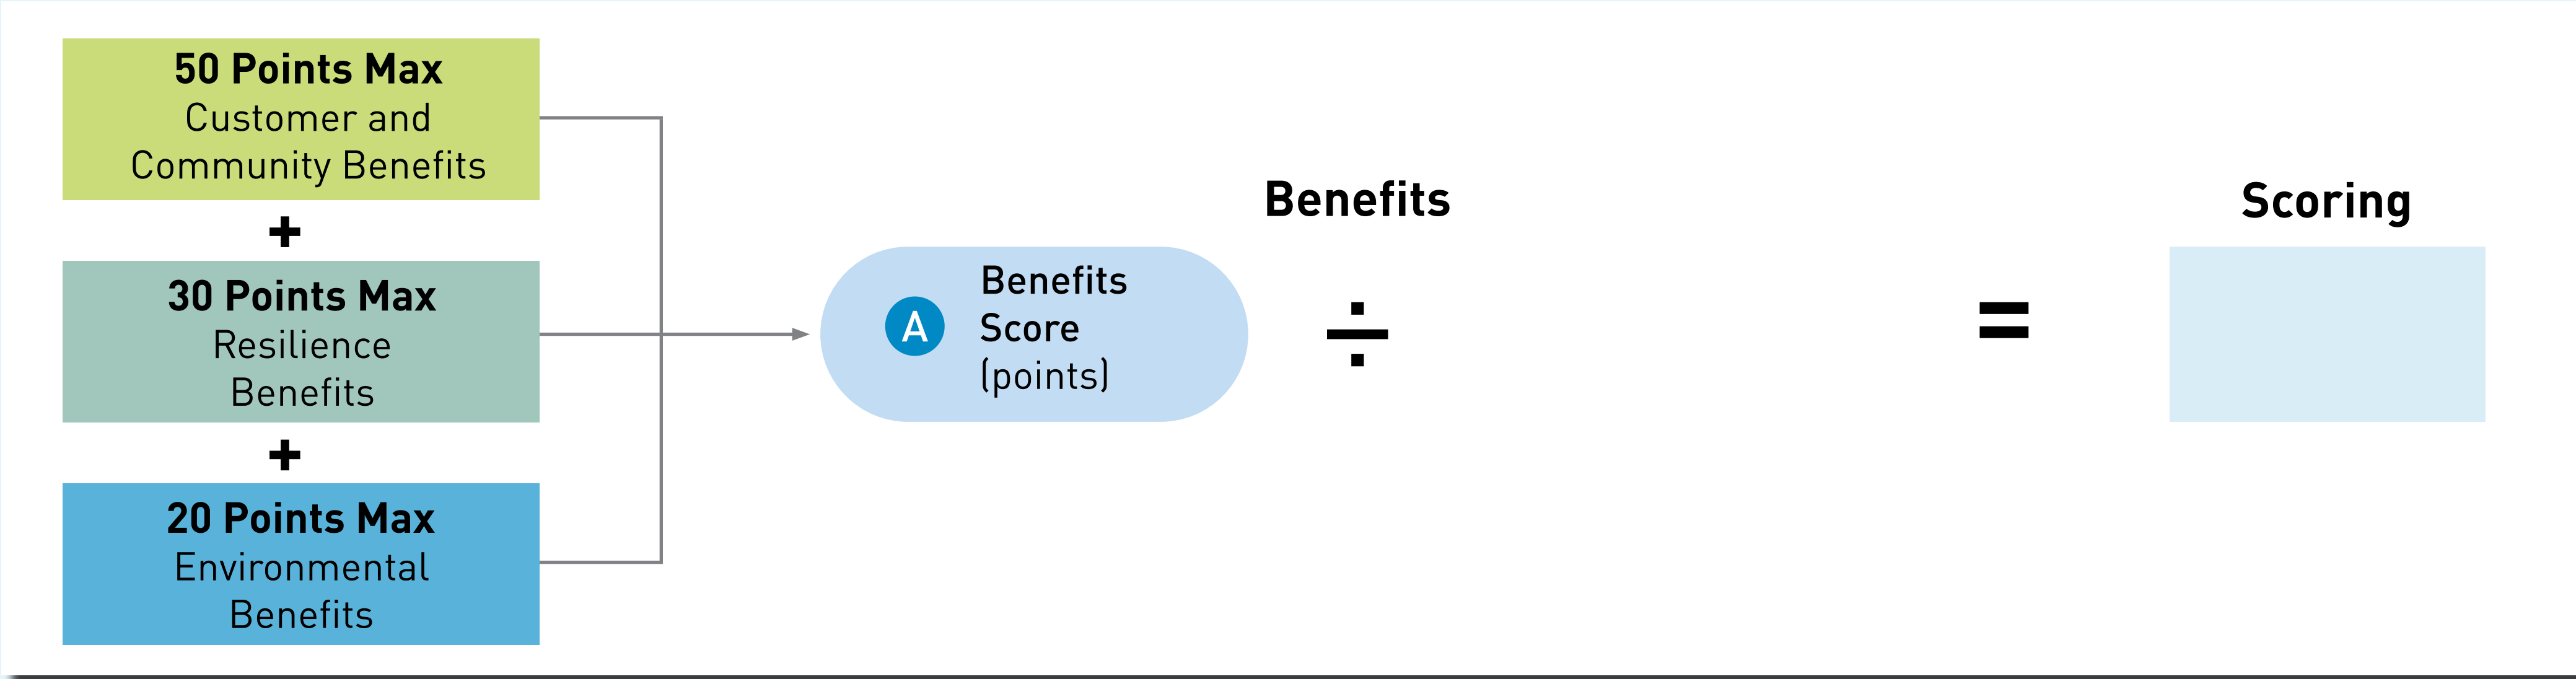 50 Points Max
Customer and
Community Benefits
+
30 Points Max
Resilience
Benefits
+
20 Points Max
Environmental
Benefits
A
Benefits
Score
(points)
Benefits
÷
=
Scoring